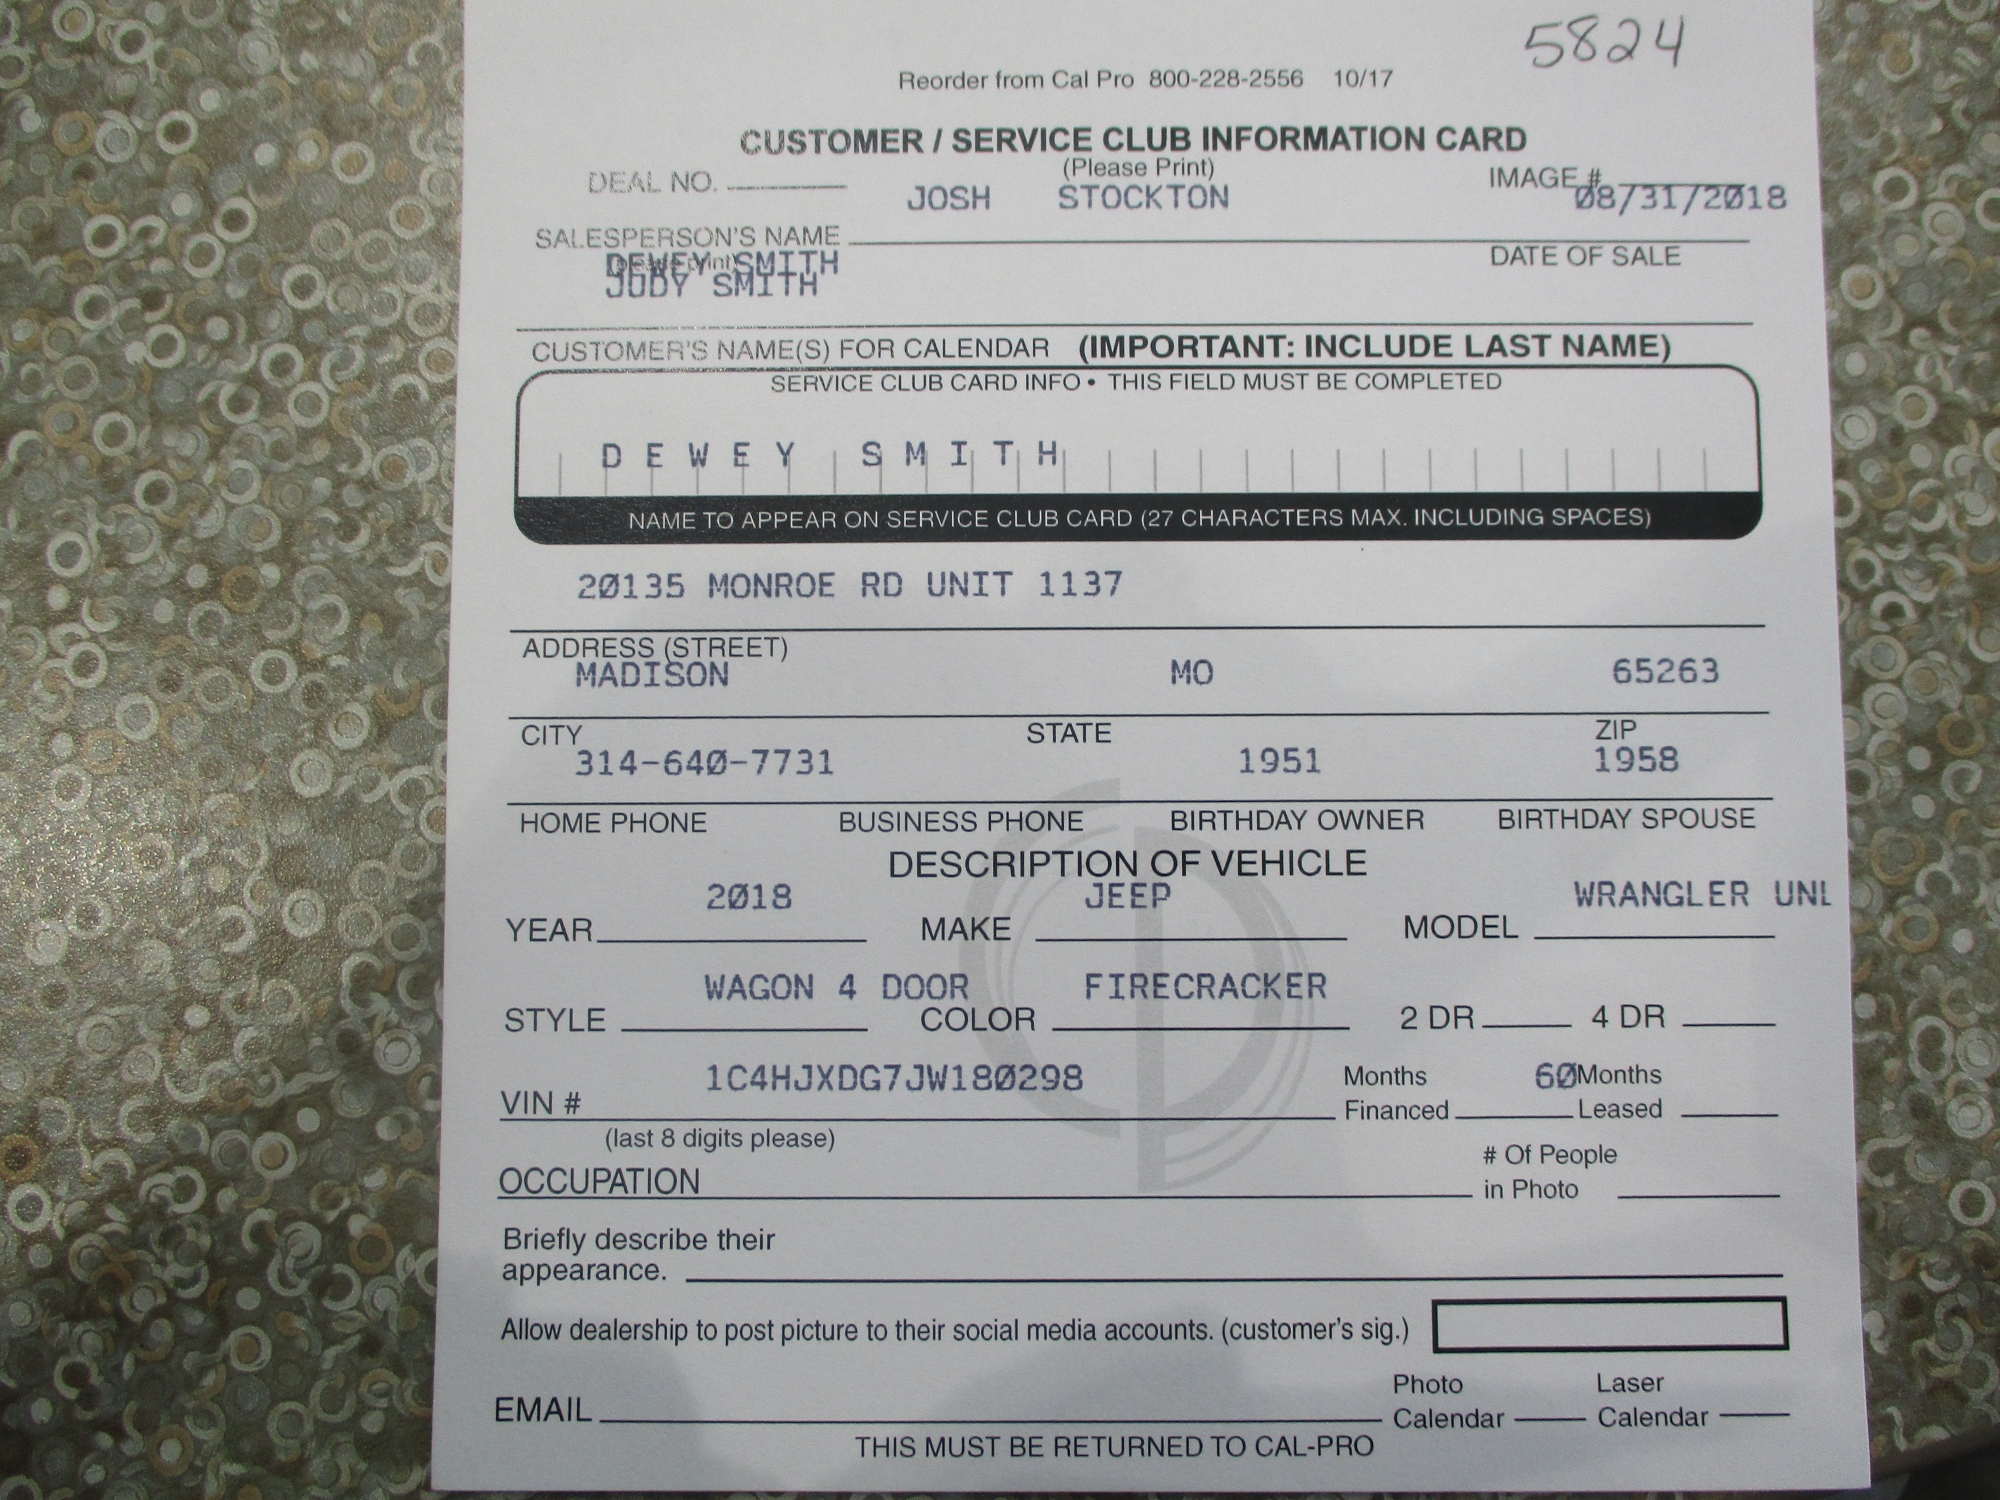 5824
Reorder from Cal Pro 800-228-2556 10/17
CUSTOMER / SERVICE CLUB INFORMATION CARD
(Please Print)
DEAL NO. IMAGE #
JOSH STOCKTON 08/31/2018
SALESPERSON'S NAME DATE OF SALE
(please print)
DEWEY SMITH
JUDY SMITH
CUSTOMER'S NAME(S) FOR CALENDAR (IMPORTANT: INCLUDE LAST NAME)
SERVICE CLUB CARD INFO • THIS FIELD MUST BE COMPLETED
DEWEY SMITH
NAME TO APPEAR ON SERVICE CLUB CARD (27 CHARACTERS MAX. INCLUDING SPACES)
20135 MONROE RD UNIT 1137
ADDRESS (STREET)
MADISON MO 65263
CITY STATE ZIP
314-640-7731 1951 1958
HOME PHONE BUSINESS PHONE BIRTHDAY OWNER BIRTHDAY SPOUSE
DESCRIPTION OF VEHICLE
2018 JEEP WRANGLER UNL
YEAR MAKE MODEL
WAGON 4 DOOR FIRECRACKER
STYLE COLOR 2 DR 4 DR
1C4HJXDG7JW180298 Months 60 Months
VIN # Financed Leased
(last 8 digits please)
# Of People
OCCUPATION in Photo
Briefly describe their
appearance.
Allow dealership to post picture to their social media accounts. (customer's sig.)
Photo Laser
EMAIL Calendar Calendar
THIS MUST BE RETURNED TO CAL-PRO